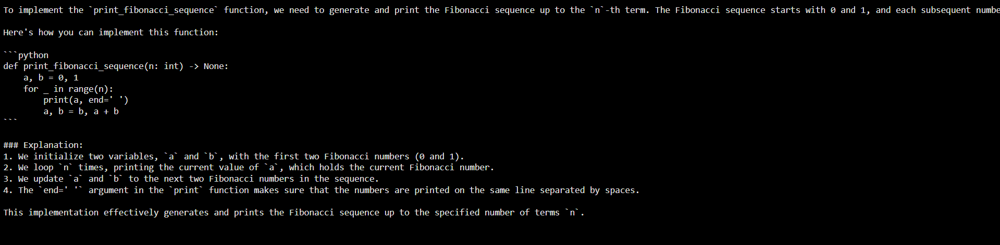 To implement the `print_fibonacci_sequence` function, we need to generate and print the Fibonacci sequence up to the `n`-th term. The Fibonacci sequence starts with 0 and 1, and each subsequent numbe
Here's how you can implement this function:
```python
def print_fibonacci_sequence(n: int) -> None:
    a, b = 0, 1
    for _ in range(n):
        print(a, end=' ')
        a, b = b, a + b
```
### Explanation:
1. We initialize two variables, `a` and `b`, with the first two Fibonacci numbers (0 and 1).
2. We loop `n` times, printing the current value of `a`, which holds the current Fibonacci number.
3. We update `a` and `b` to the next two Fibonacci numbers in the sequence.
4. The `end=' '` argument in the `print` function makes sure that the numbers are printed on the same line separated by spaces.
This implementation effectively generates and prints the Fibonacci sequence up to the specified number of terms `n`.